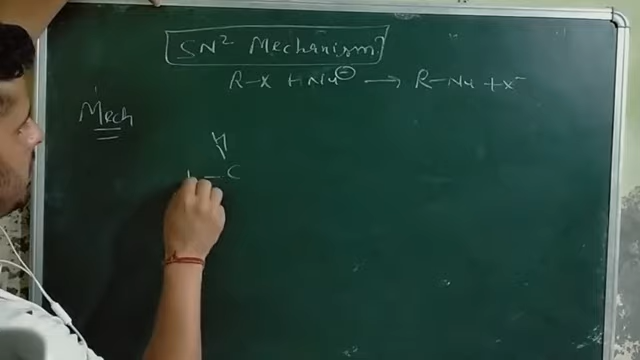 SN² Mechanism
R-X + Nu⊖ → R-Nu + X⁻
Mech
H
-C